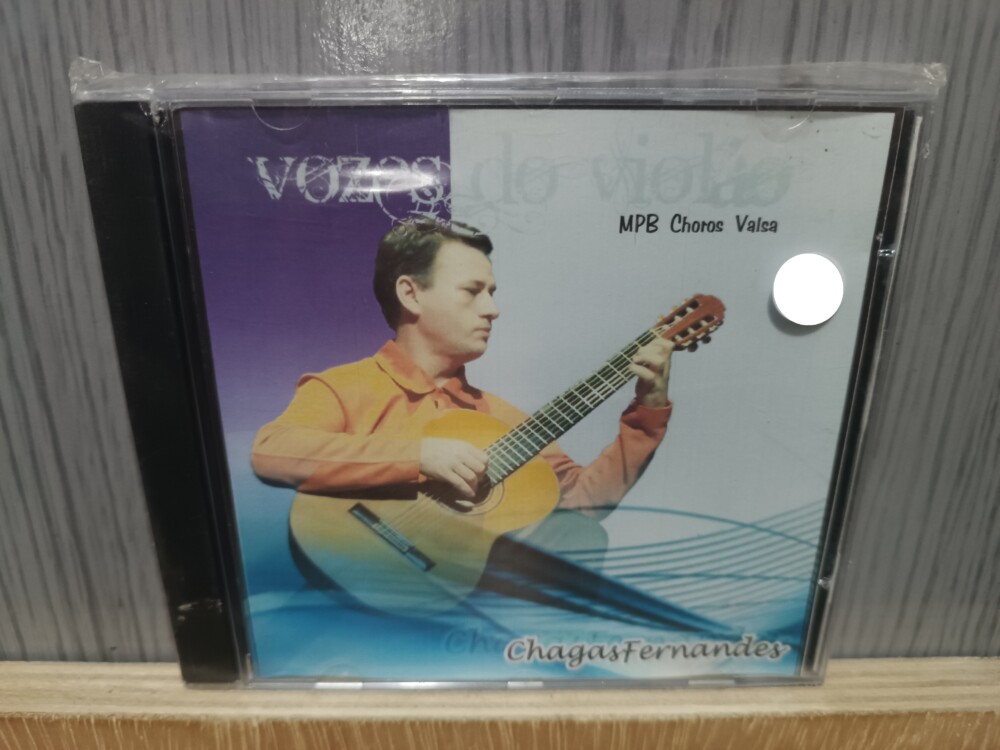 vozes do violão
MPB Choros Valsa
ChagasFernandes